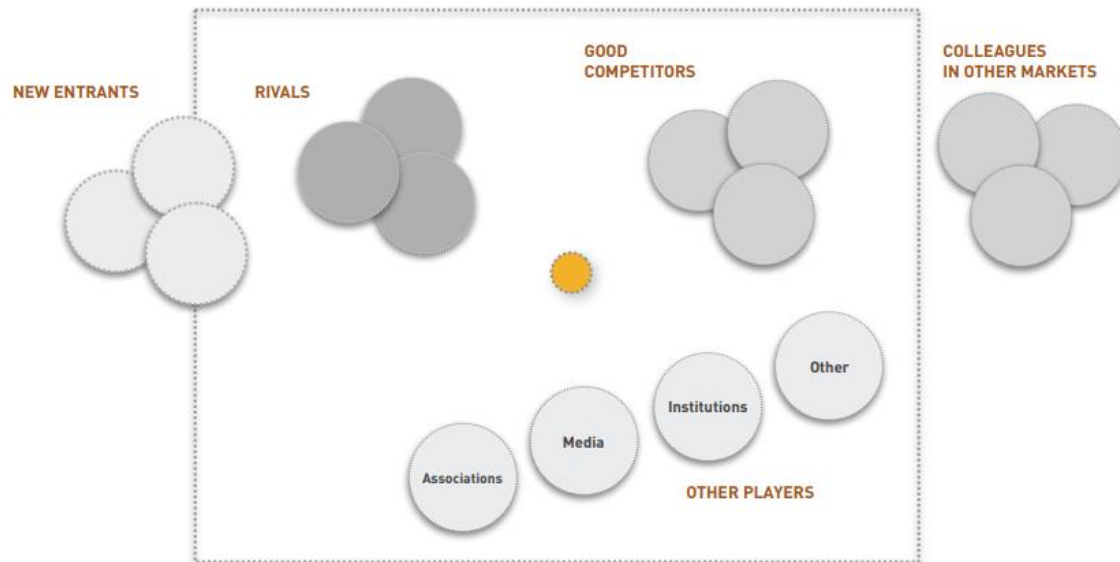 NEW ENTRANTS
RIVALS
GOOD
COMPETITORS
COLLEAGUES
IN OTHER MARKETS
Other
Institutions
Media
Associations
OTHER PLAYERS